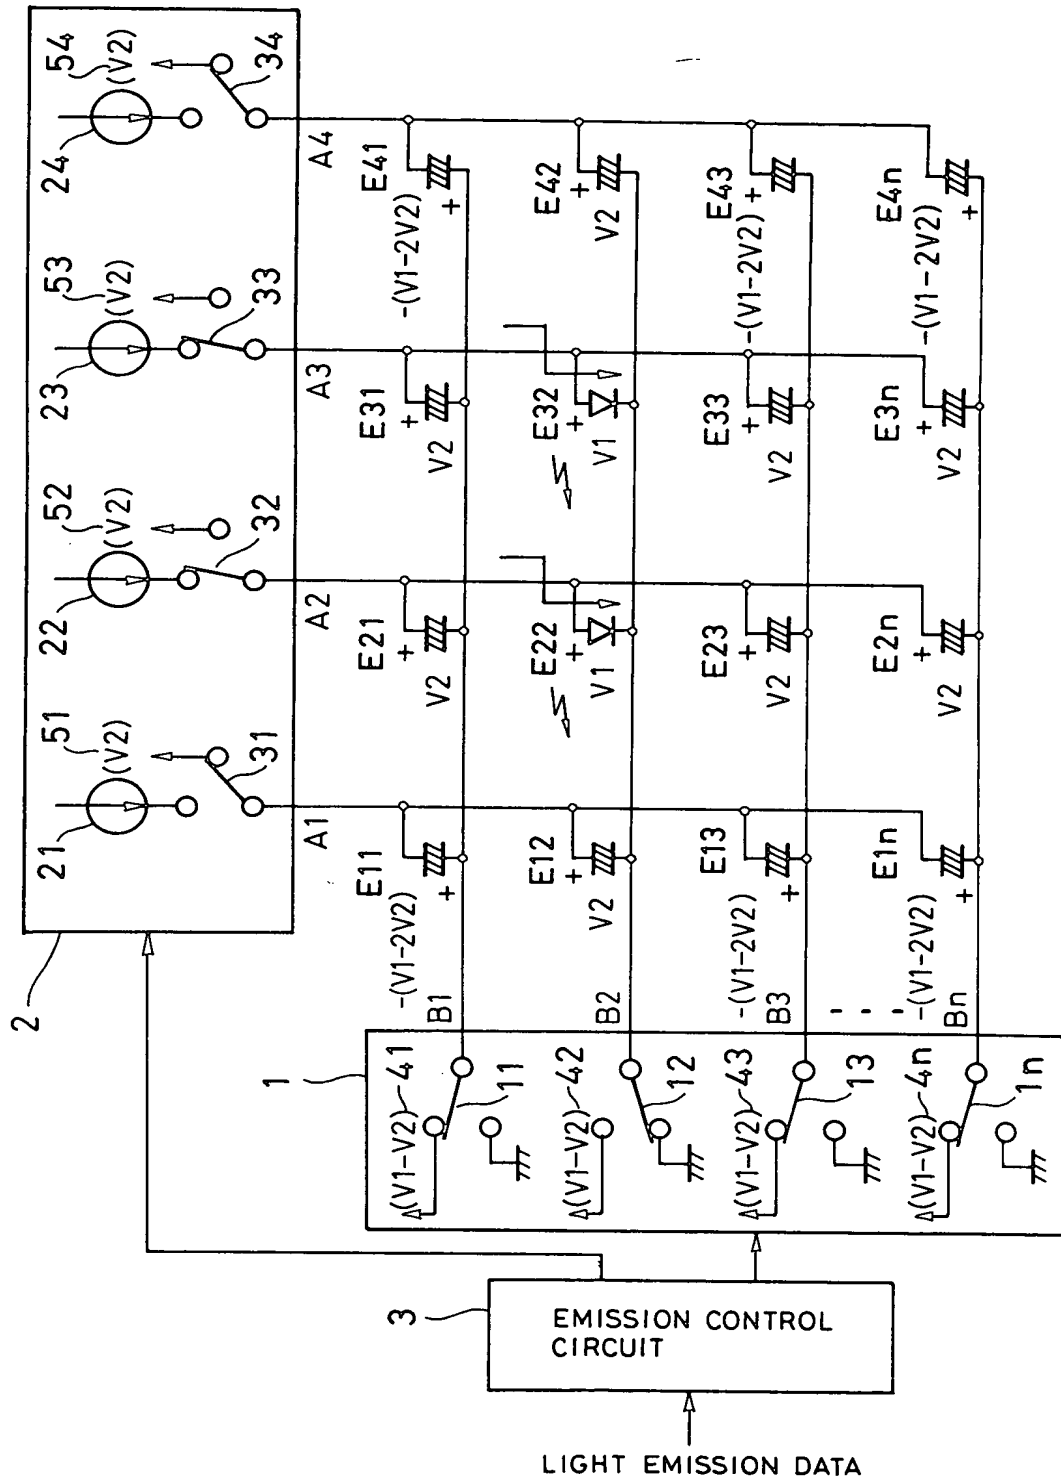 2
21
51
(V2)
31
22
52
(V2)
32
23
53
(V2)
33
24
54
(V2)
34
A1
A2
A3
A4
-(V1-2V2)
E11
+
E21
+
V2
E31
+
V2
-(V1-2V2)
E41
+
E12
+
V2
E22
+
V1
E32
+
V1
E42
+
V2
-(V1-2V2)
E13
+
E23
+
V2
E33
+
V2
-(V1-2V2)
E43
+
-(V1-2V2)
E1n
+
E2n
+
V2
E3n
+
V2
-(V1-2V2)
E4n
+
B1
B2
B3
Bn
1
(V1-V2)
41
11
(V1-V2)
42
12
(V1-V2)
43
13
(V1-V2)
4n
1n
3
EMISSION CONTROL
CIRCUIT
LIGHT EMISSION DATA